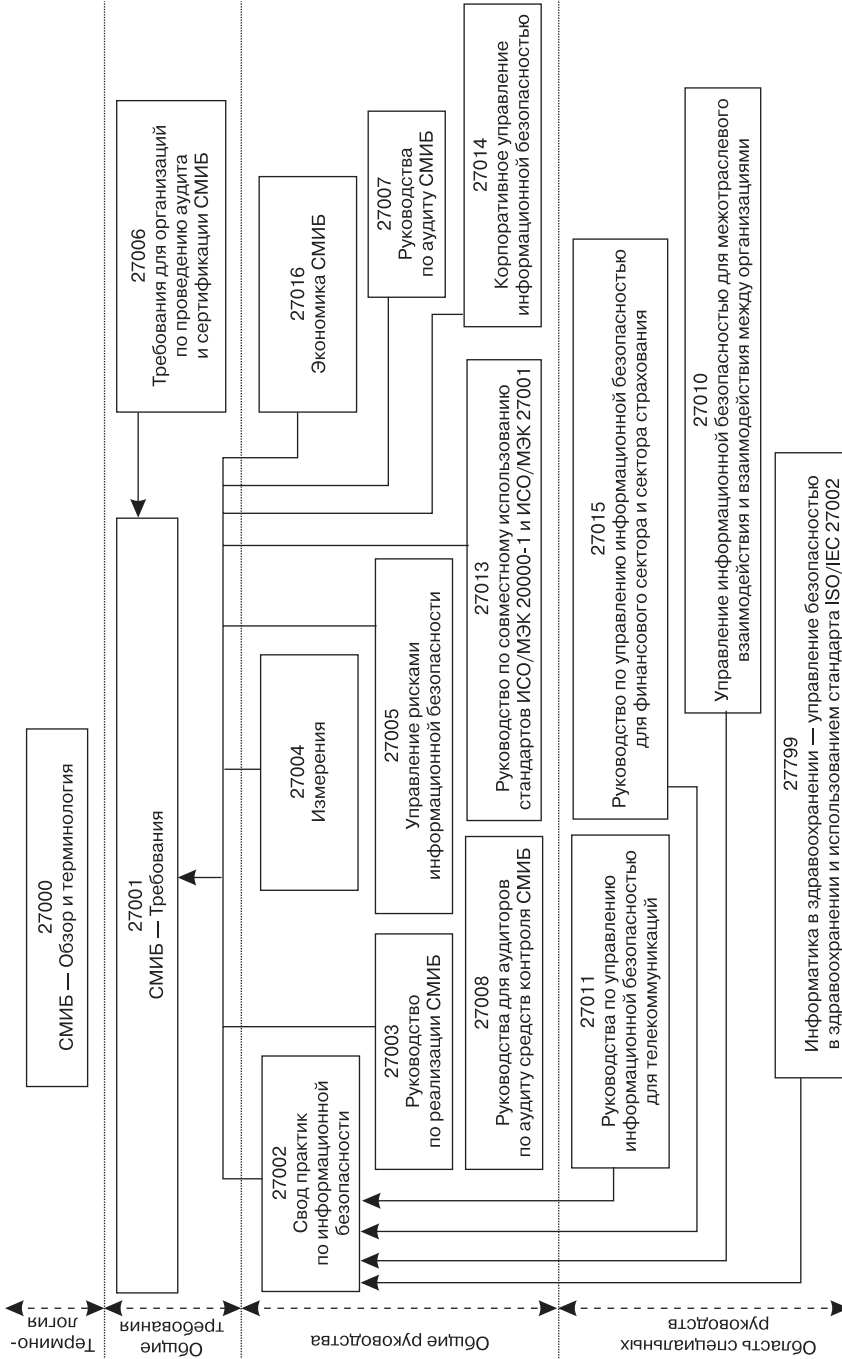 Термино-
логия
27000
СМИБ — Обзор и терминология
Общие
требования
27001
СМИБ — Требования
27006
Требования для организаций
по проведению аудита
и сертификации СМИБ
Общие руководства
27002
Свод практик
по информационной
безопасности
27004
Измерения
27016
Экономика СМИБ
27003
Руководство
по реализации СМИБ
27005
Управление рисками
информационной безопасности
27007
Руководства
по аудиту СМИБ
27008
Руководства для аудиторов
по аудиту средств контроля СМИБ
27013
Руководство по совместному использованию
стандартов ИСО/МЭК 20000-1 и ИСО/МЭК 27001
27014
Корпоративное управление
информационной безопасностью
Область специальных
руководств
27011
Руководства по управлению
информационной безопасностью
для телекоммуникаций
27015
Руководство по управлению информационной безопасностью
для финансового сектора и сектора страхования
27010
Управление информационной безопасностью для межотраслевого
взаимодействия и взаимодействия между организациями
27799
Информатика в здравоохранении — управление безопасностью
в здравоохранении и использованием стандарта ISO/IEC 27002